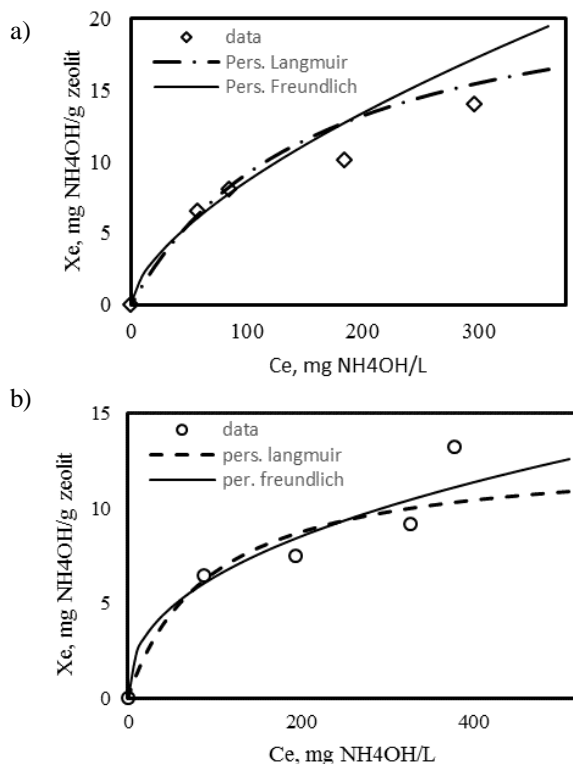 a)
20
15
10
5
0
Xe, mg NH4OH/g zeolit
data
Pers. Langmuir
Pers. Freundlich
0 100 200 300
Ce, mg NH4OH/L
b)
15
10
5
0
Xe, mg NH4OH/g zeolit
data
pers. langmuir
per. freundlich
0 200 400
Ce, mg NH4OH/L